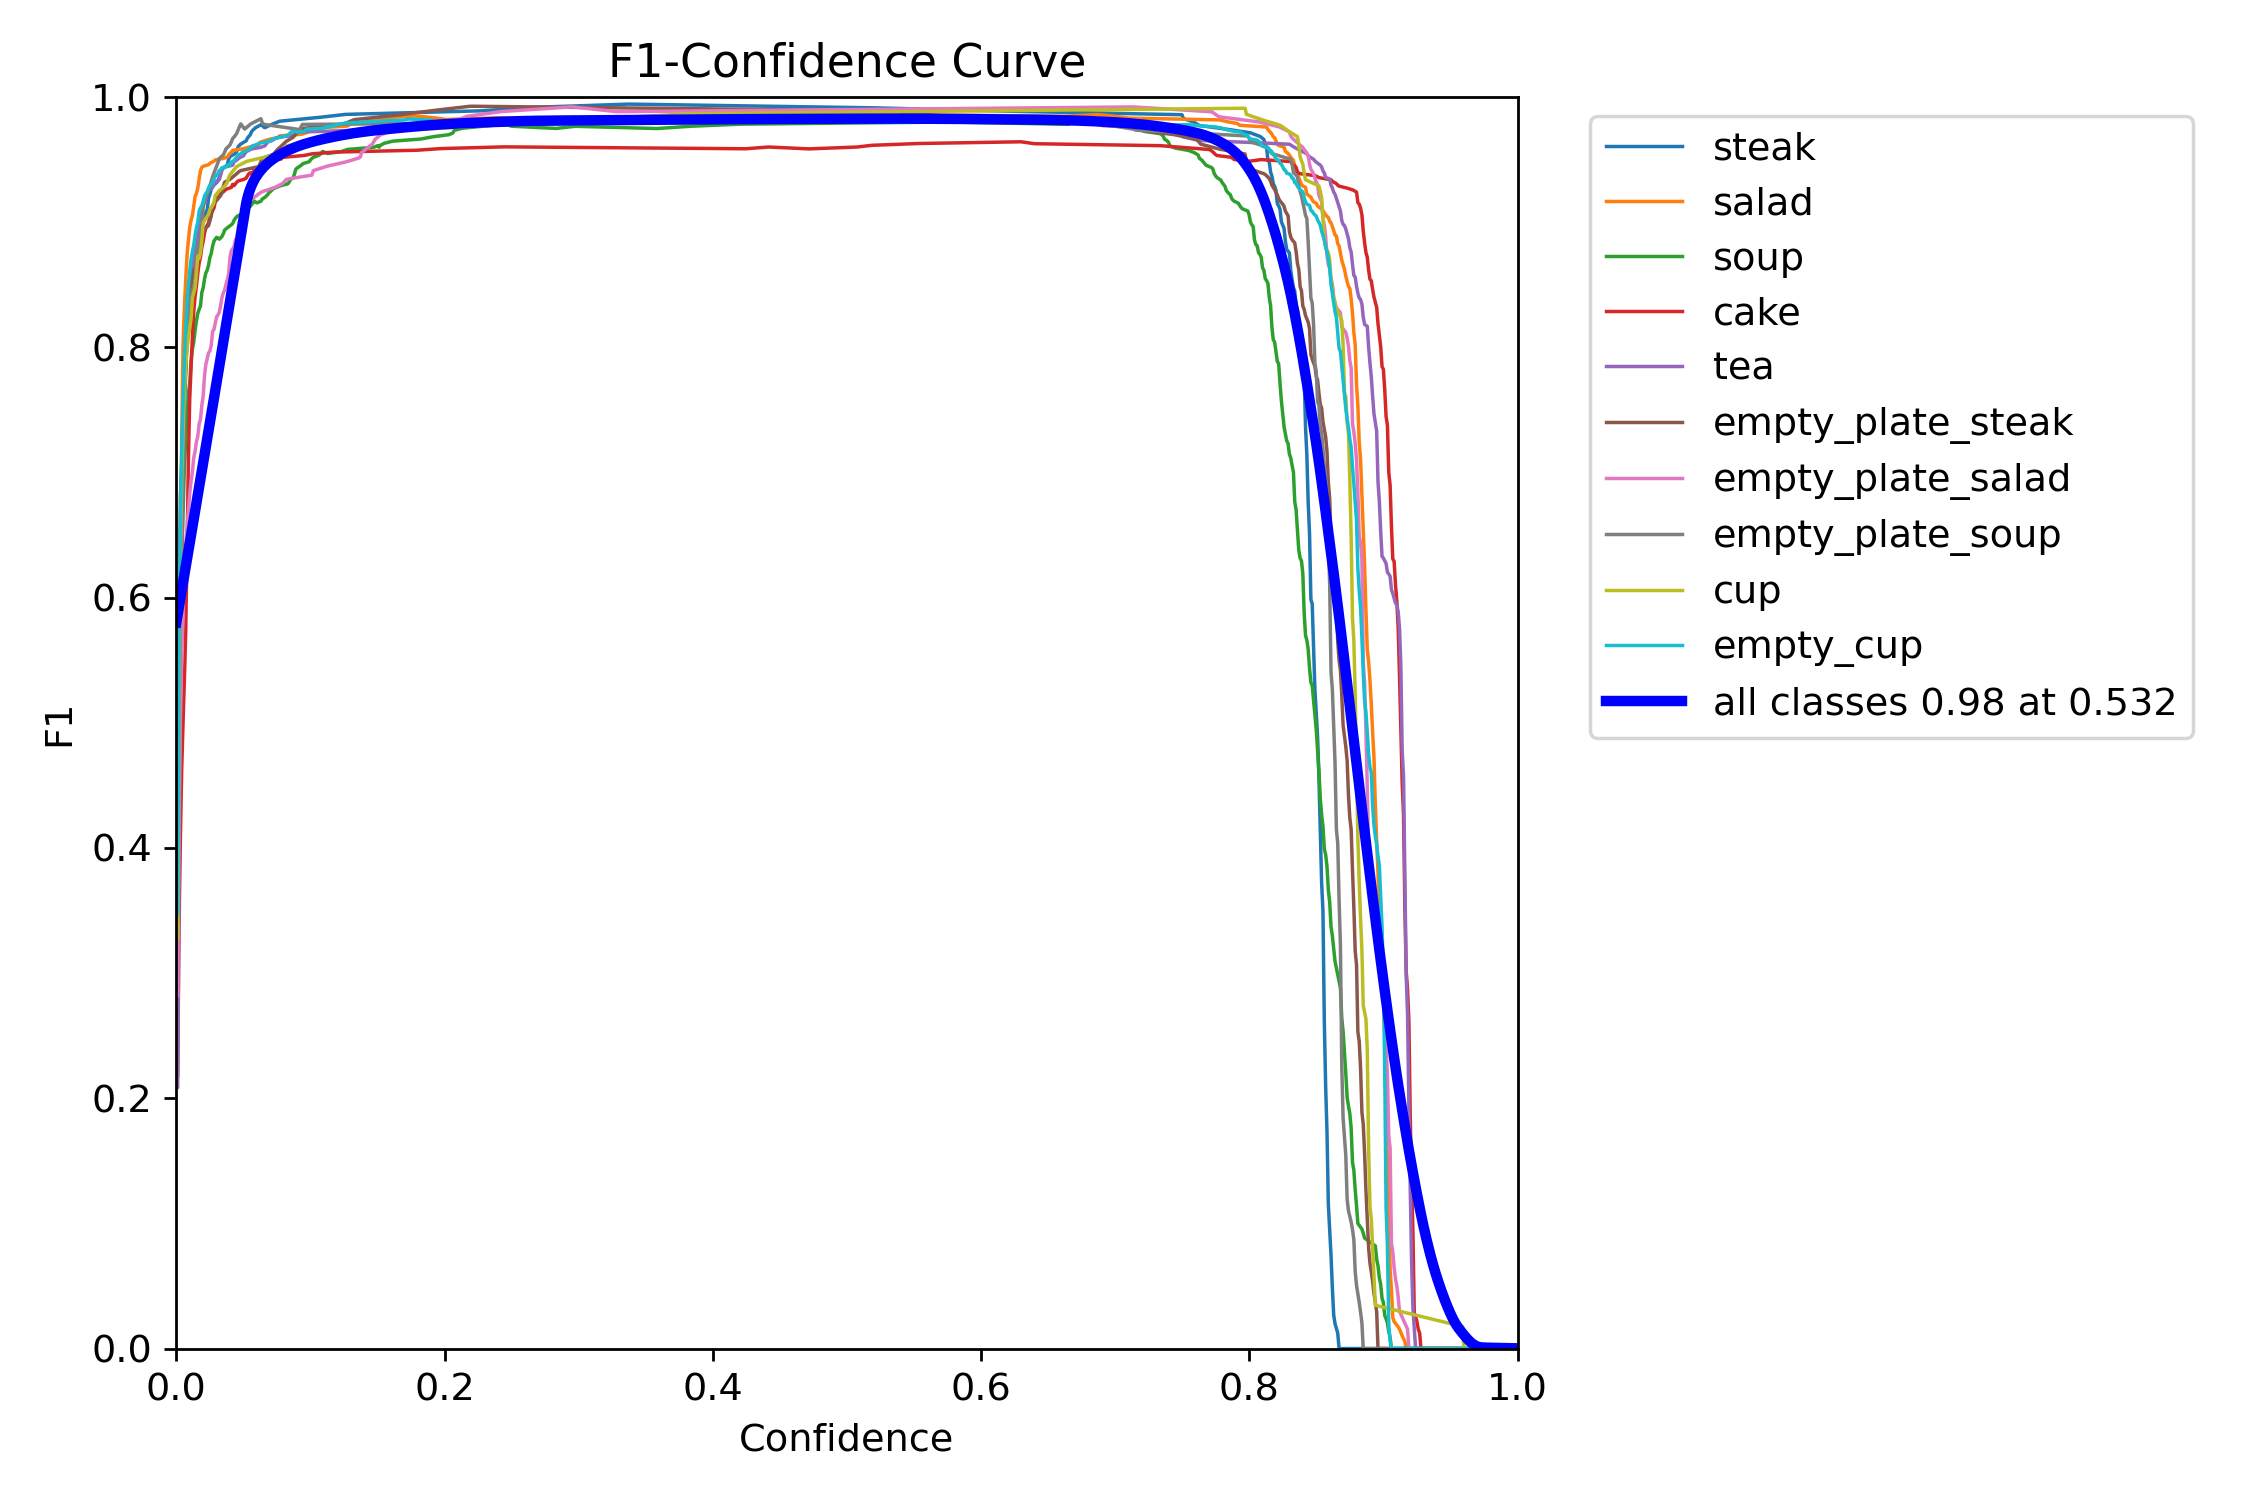 F1-Confidence Curve
1.0
0.8
0.6
0.4
0.2
0.0
F1
0.0 0.2 0.4 0.6 0.8 1.0
Confidence
steak
salad
soup
cake
tea
empty_plate_steak
empty_plate_salad
empty_plate_soup
cup
empty_cup
all classes 0.98 at 0.532